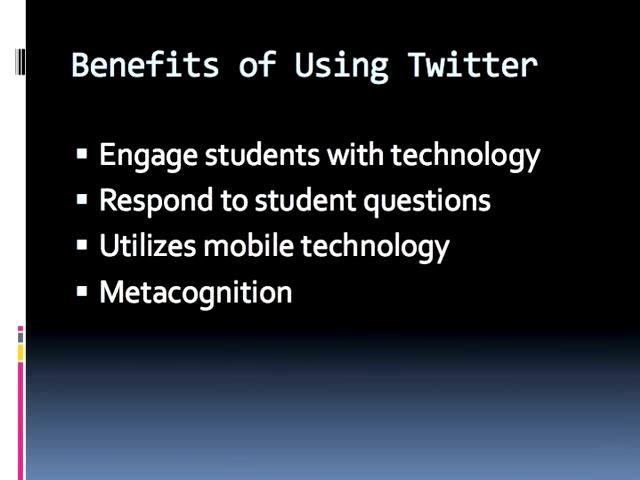 Benefits of Using Twitter
Engage students with technology
Respond to student questions
Utilizes mobile technology
Metacognition